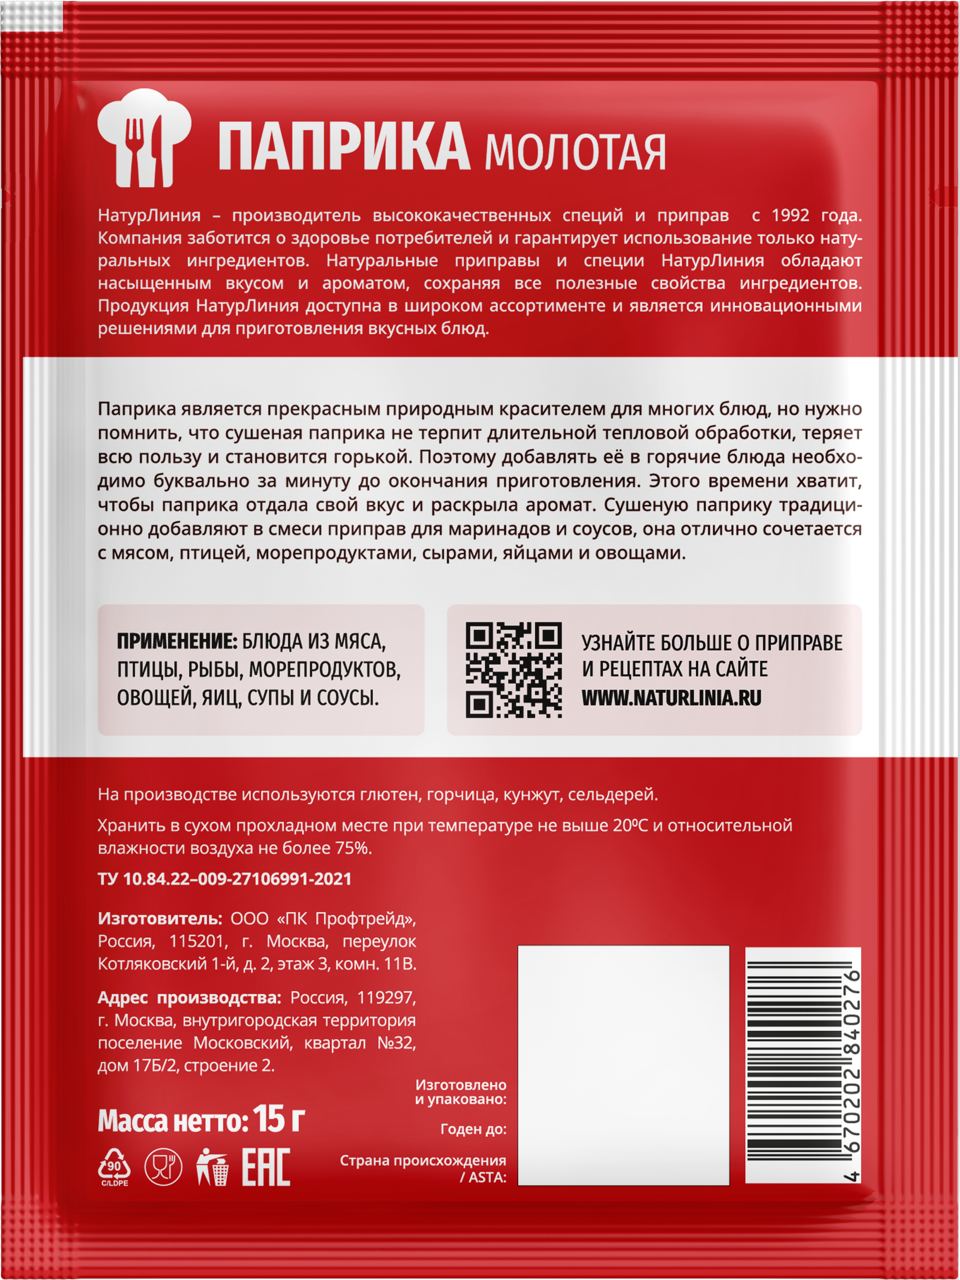 ПАПРИКА МОЛОТАЯ
НатурЛиния – производитель высококачественных специй и приправ с 1992 года.
Компания заботится о здоровье потребителей и гарантирует использование только нату-
ральных ингредиентов. Натуральные приправы и специи НатурЛиния обладают
насыщенным вкусом и ароматом, сохраняя все полезные свойства ингредиентов.
Продукция НатурЛиния доступна в широком ассортименте и является инновационными
решениями для приготовления вкусных блюд.
Паприка является прекрасным природным красителем для многих блюд, но нужно
помнить, что сушеная паприка не терпит длительной тепловой обработки, теряет
всю пользу и становится горькой. Поэтому добавлять её в горячие блюда необхо-
димо буквально за минуту до окончания приготовления. Этого времени хватит,
чтобы паприка отдала свой вкус и раскрыла аромат. Сушеную паприку традици-
онно добавляют в смеси приправ для маринадов и соусов, она отлично сочетается
с мясом, птицей, морепродуктами, сырами, яйцами и овощами.
ПРИМЕНЕНИЕ: БЛЮДА ИЗ МЯСА,
ПТИЦЫ, РЫБЫ, МОРЕПРОДУКТОВ,
ОВОЩЕЙ, ЯИЦ, СУПЫ И СОУСЫ.
УЗНАЙТЕ БОЛЬШЕ О ПРИПРАВЕ
И РЕЦЕПТАХ НА САЙТЕ
WWW.NATURLINIA.RU
На производстве используются глютен, горчица, кунжут, сельдерей.
Хранить в сухом прохладном месте при температуре не выше 20⁰С и относительной
влажности воздуха не более 75%.
ТУ 10.84.22–009-27106991-2021
Изготовитель: ООО «ПК Профтрейд»,
Россия, 115201, г. Москва, переулок
Котляковский 1-й, д. 2, этаж 3, комн. 11В.
Адрес производства: Россия, 119297,
г. Москва, внутригородская территория
поселение Московский, квартал №32,
дом 17Б/2, строение 2.
Масса нетто: 15 г
90
C/LDPE
ЕАС
Изготовлено
и упаковано:
Годен до:
Страна происхождения
/ ASTA:
4 670202 840276